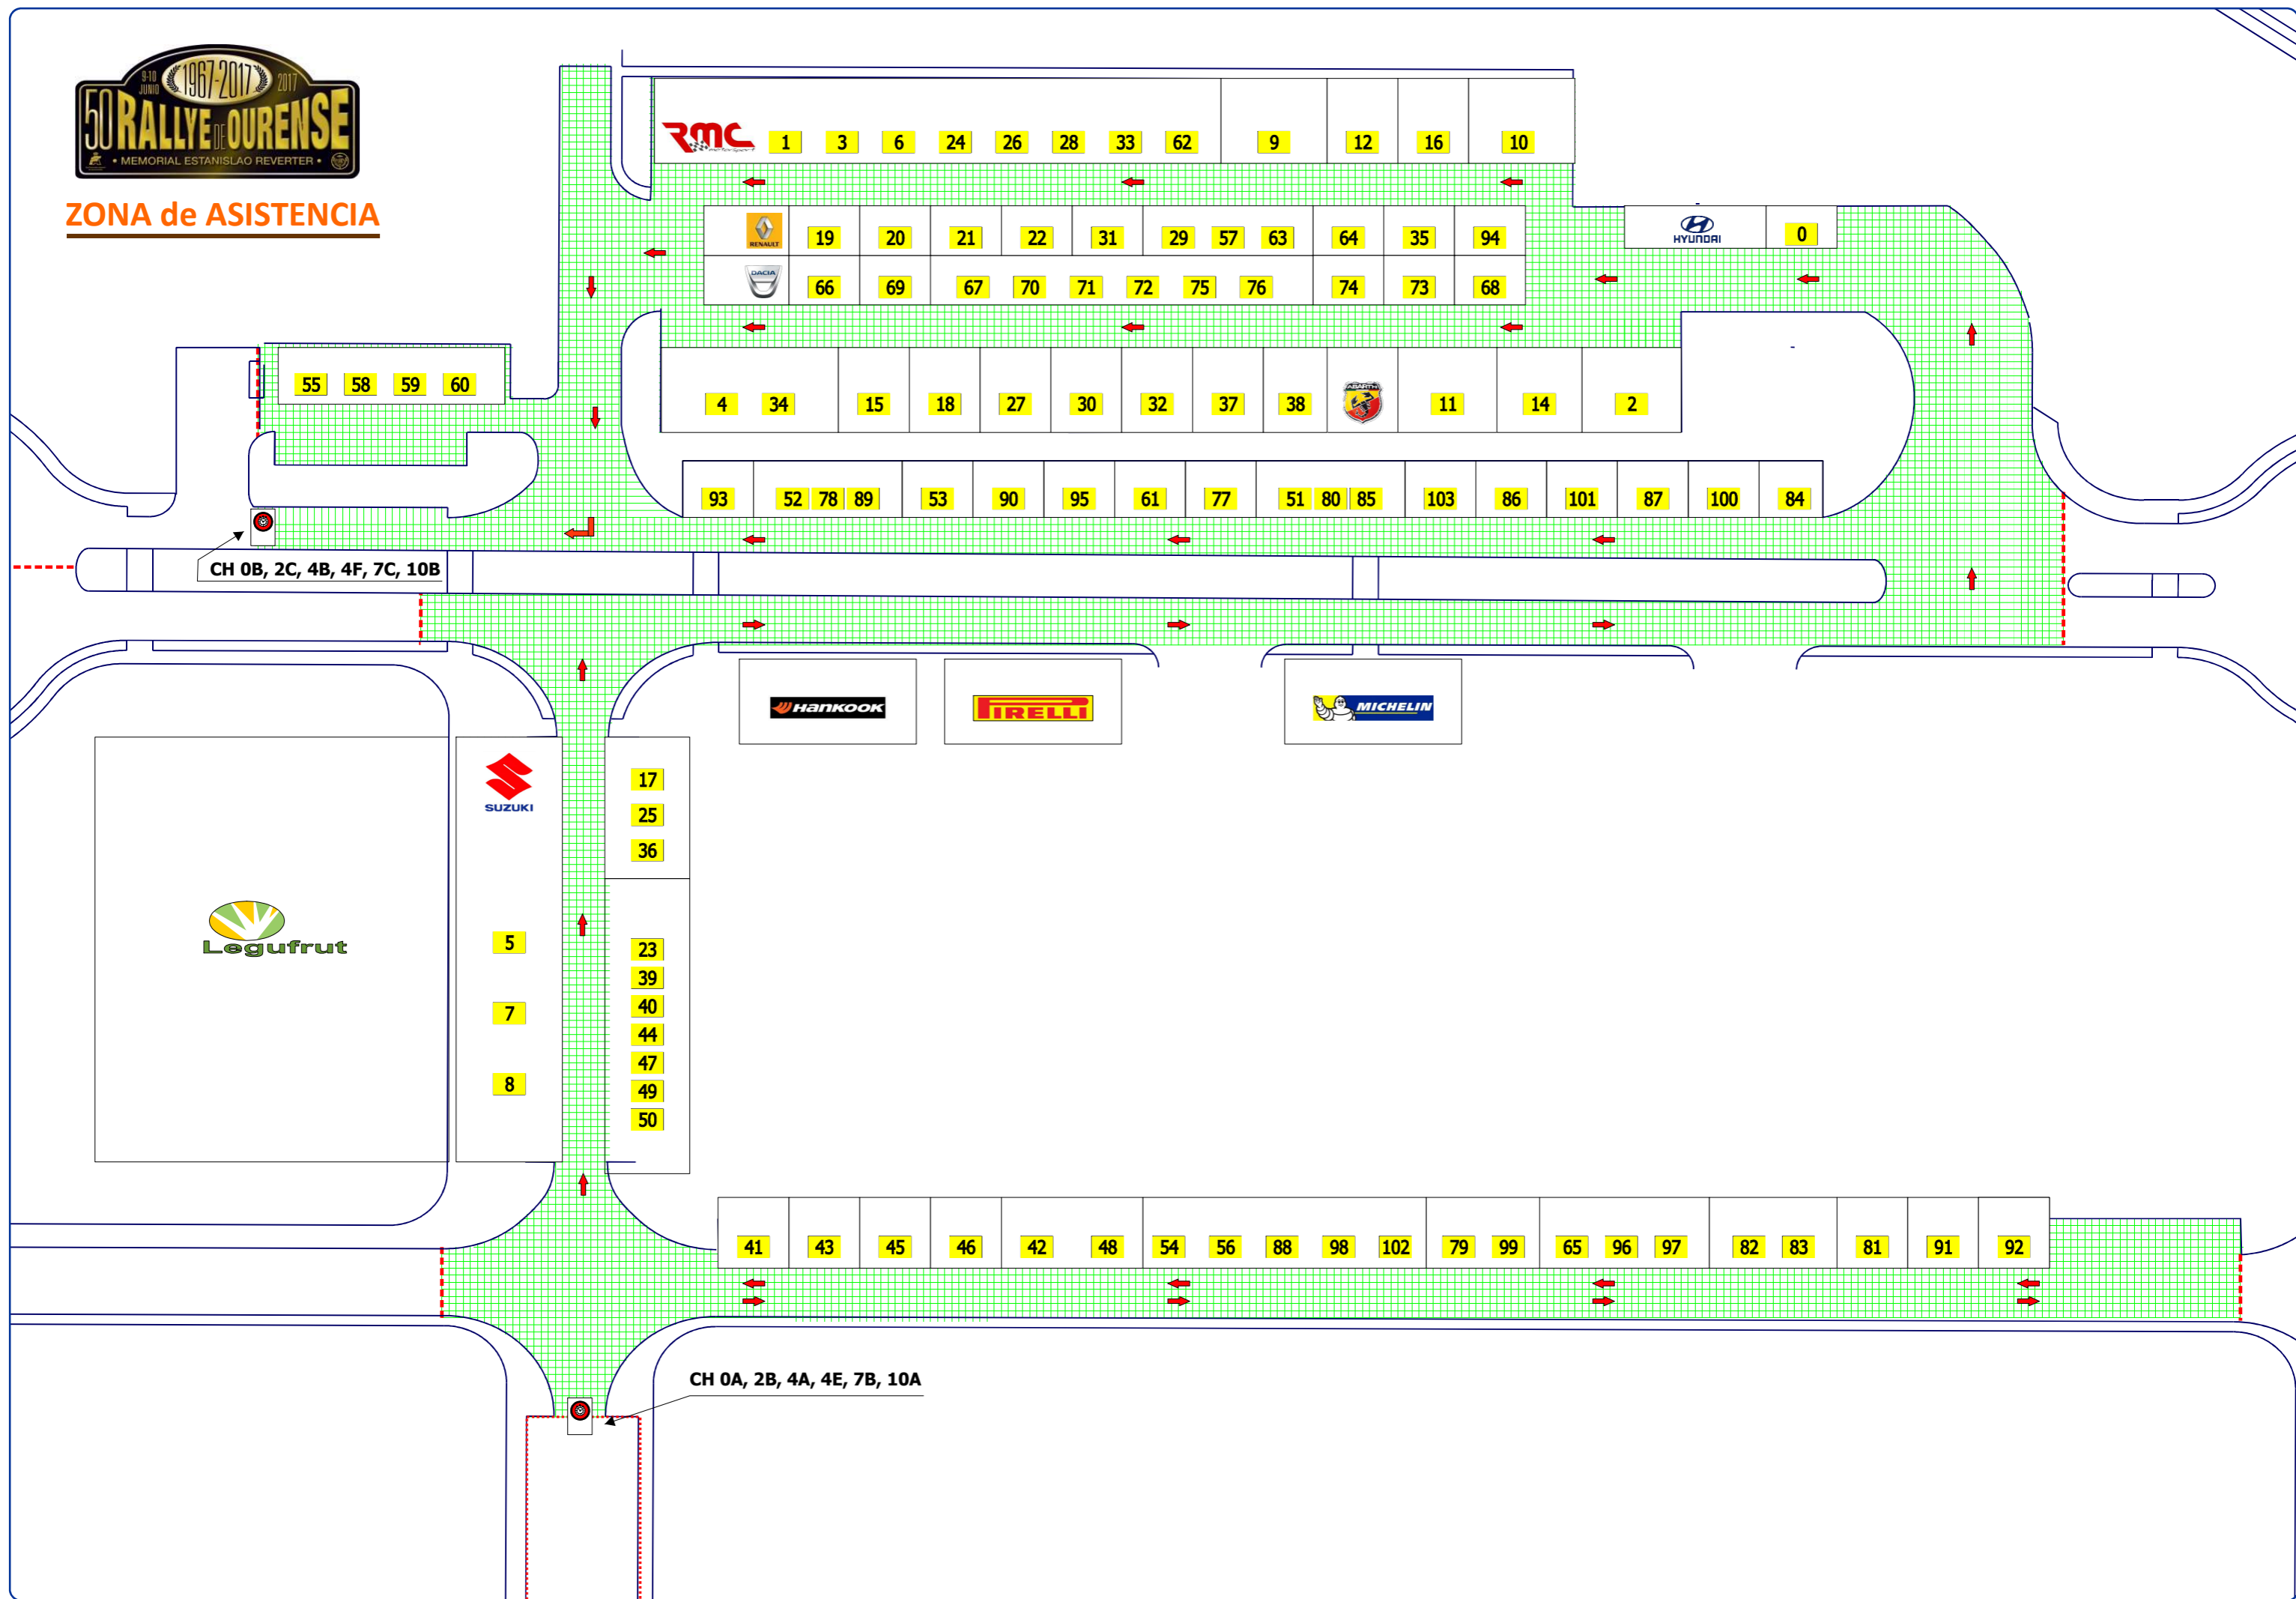 9-10 JUNIO 1967-2017 2017
50 RALLYE DE OURENSE
• MEMORIAL ESTANISLAO REVERTER •
ZONA de ASISTENCIA
RMC 1 3 6 24 26 28 33 62 9 12 16 10
RENAULT 19 20 21 22 31 29 57 63 64 35 94
HYUNDAI 0
DACIA 66 69 67 70 71 72 75 76 74 73 68
55 58 59 60
4 34 15 18 27 30 32 37 38 ABARTH 11 14 2
93 52 78 89 53 90 95 61 77 51 80 85 103 86 101 87 100 84
CH 0B, 2C, 4B, 4F, 7C, 10B
HANKOOK PIRELLI MICHELIN
SUZUKI
17
25
36
Legufrut
5
7
8
23
39
40
44
47
49
50
41 43 45 46 42 48 54 56 88 98 102 79 99 65 96 97 82 83 81 91 92
CH 0A, 2B, 4A, 4E, 7B, 10A